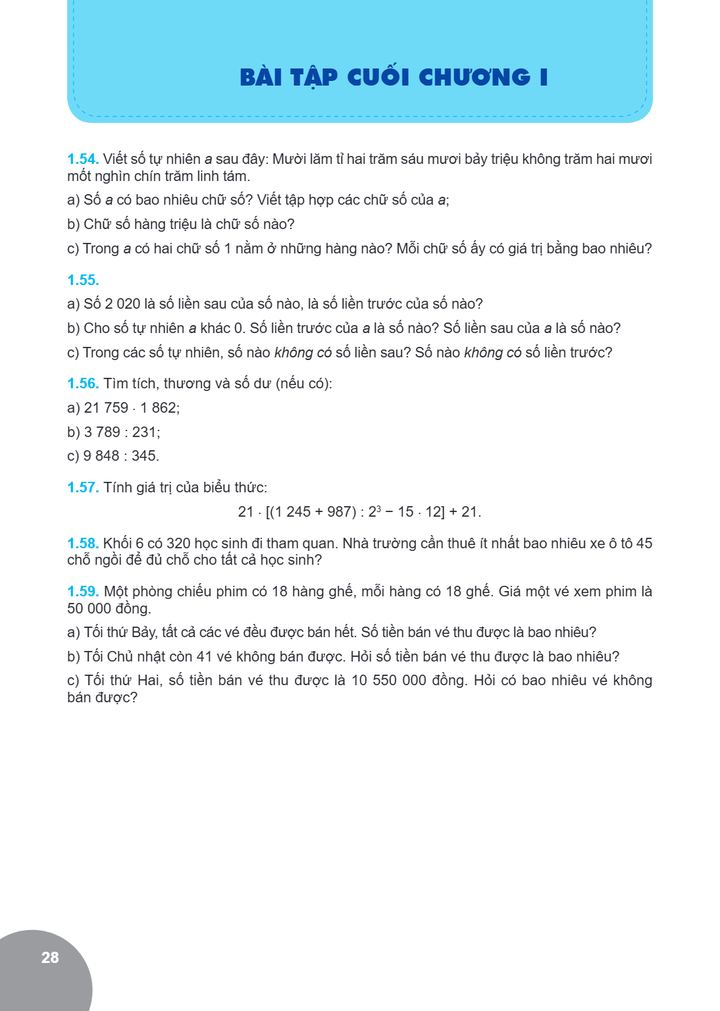 BÀI TẬP CUỐI CHƯƠNG I
1.54. Viết số tự nhiên a sau đây: Mười lăm tỉ hai trăm sáu mươi bảy triệu không trăm hai mươi
mốt nghìn chín trăm linh tám.
a) Số a có bao nhiêu chữ số? Viết tập hợp các chữ số của a;
b) Chữ số hàng triệu là chữ số nào?
c) Trong a có hai chữ số 1 nằm ở những hàng nào? Mỗi chữ số ấy có giá trị bằng bao nhiêu?
1.55.
a) Số 2 020 là số liền sau của số nào, là số liền trước của số nào?
b) Cho số tự nhiên a khác 0. Số liền trước của a là số nào? Số liền sau của a là số nào?
c) Trong các số tự nhiên, số nào không có số liền sau? Số nào không có số liền trước?
1.56. Tìm tích, thương và số dư (nếu có):
a) 21 759 · 1 862;
b) 3 789 : 231;
c) 9 848 : 345.
1.57. Tính giá trị của biểu thức:
21 · [(1 245 + 987) : 2³ − 15 · 12] + 21.
1.58. Khối 6 có 320 học sinh đi tham quan. Nhà trường cần thuê ít nhất bao nhiêu xe ô tô 45
chỗ ngồi để đủ chỗ cho tất cả học sinh?
1.59. Một phòng chiếu phim có 18 hàng ghế, mỗi hàng có 18 ghế. Giá một vé xem phim là
50 000 đồng.
a) Tối thứ Bảy, tất cả các vé đều được bán hết. Số tiền bán vé thu được là bao nhiêu?
b) Tối Chủ nhật còn 41 vé không bán được. Hỏi số tiền bán vé thu được là bao nhiêu?
c) Tối thứ Hai, số tiền bán vé thu được là 10 550 000 đồng. Hỏi có bao nhiêu vé không
bán được?
28